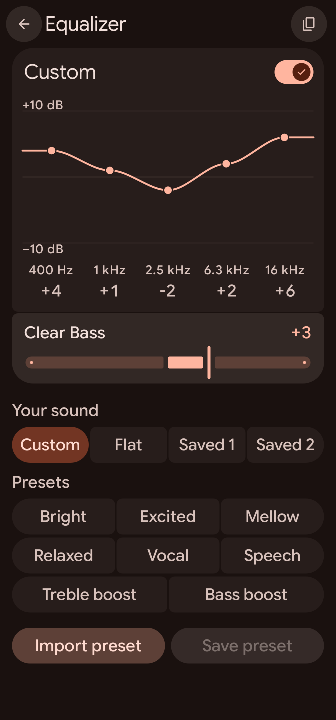 Equalizer
Custom
+10 dB
−10 dB
400 Hz 1 kHz 2.5 kHz 6.3 kHz 16 kHz
+4 +1 -2 +2 +6
Clear Bass +3
Your sound
Custom Flat Saved 1 Saved 2
Presets
Bright Excited Mellow
Relaxed Vocal Speech
Treble boost Bass boost
Import preset Save preset